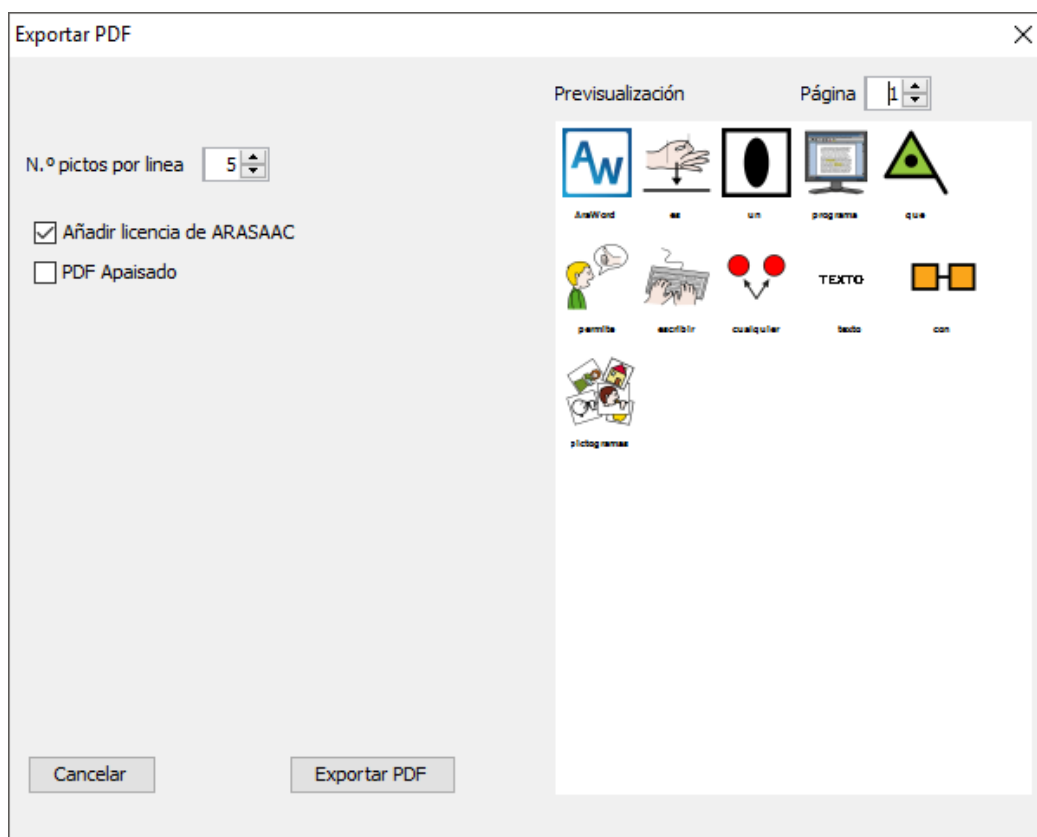 Exportar PDF
Previsualización Página 1
N.º pictos por linea 5
Añadir licencia de ARASAAC
PDF Apaisado
AW
AraWord es un programa que
TEXTO
permite escribir cualquier texto con
pictogramas
Cancelar Exportar PDF